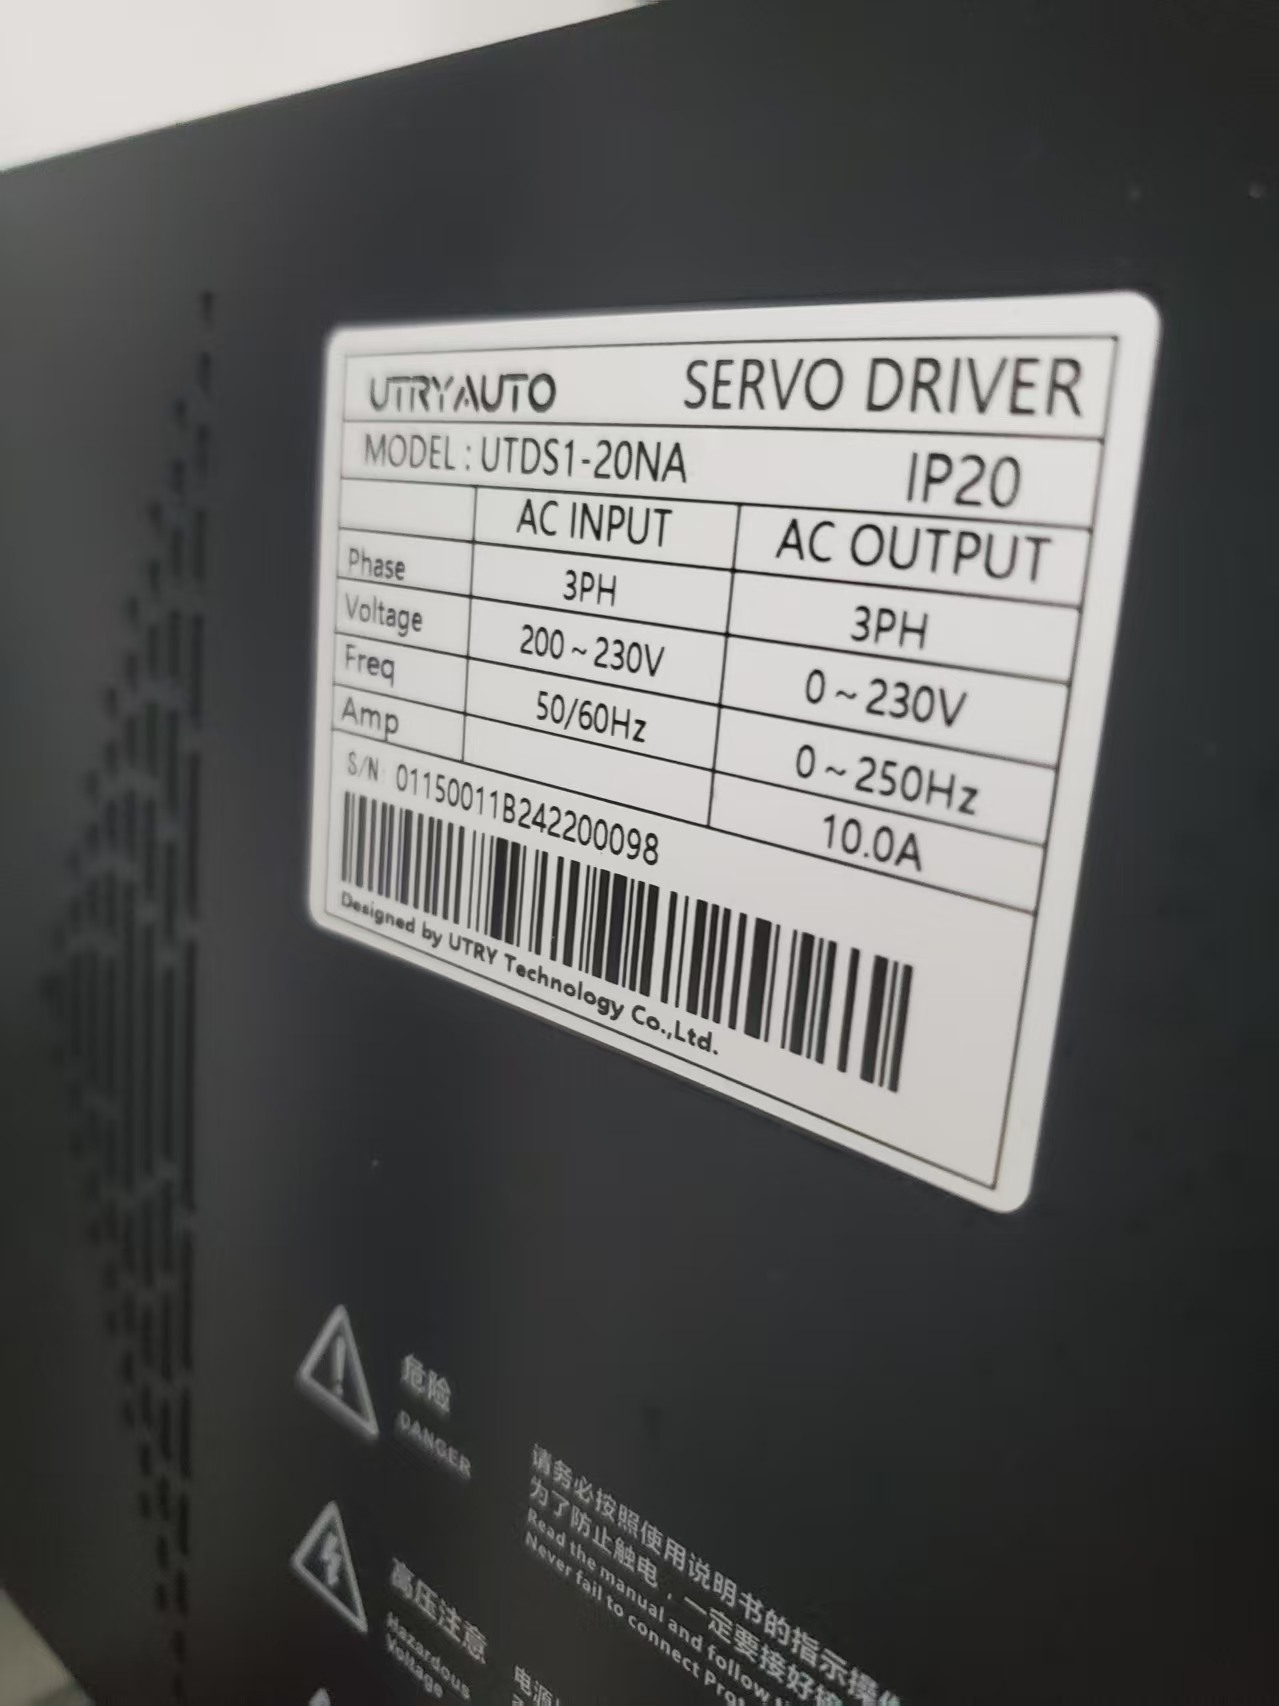 UTRYAUTO SERVO DRIVER
MODEL : UTDS1-20NA IP20
AC INPUT AC OUTPUT
Phase 3PH 3PH
Voltage 200 ~ 230V 0 ~ 230V
Freq 50/60Hz 0 ~ 250Hz
Amp 10.0A
S/N: 01150011B242200098
Designed by UTRY Technology Co.,Ltd.
危险
DANGER
请务必按照使用说明书的指示操作
为了防止触电，一定要接好
Read the manual and follow
Never fail to connect
高压注意
Hazardous
Voltage
电源